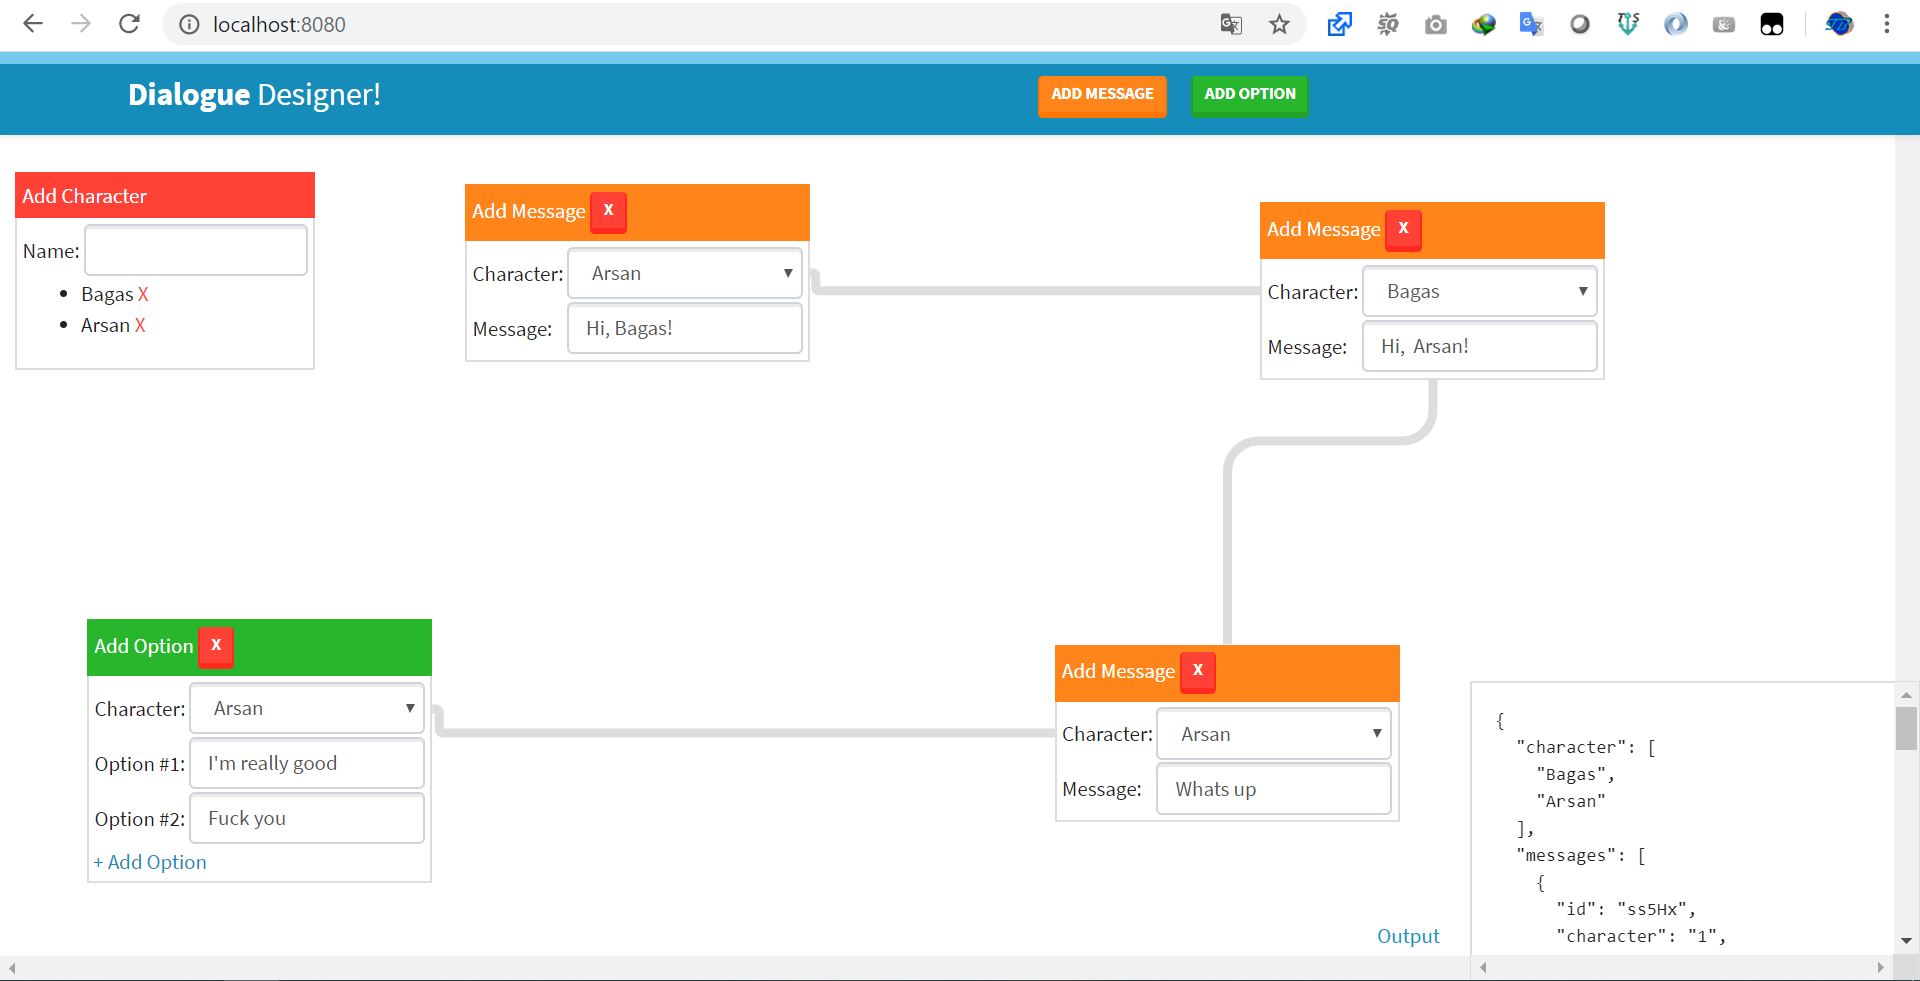 localhost:8080
Dialogue Designer!
ADD MESSAGE
ADD OPTION
Add Character
Name:
Bagas X
Arsan X
Add Message X
Character: Arsan
Message: Hi, Bagas!
Add Message X
Character: Bagas
Message: Hi,  Arsan!
Add Option X
Character: Arsan
Option #1: I'm really good
Option #2: Fuck you
+ Add Option
Add Message X
Character: Arsan
Message: Whats up
Output
{
"character": [
"Bagas",
"Arsan"
],
"messages": [
{
"id": "ss5Hx",
"character": "1",